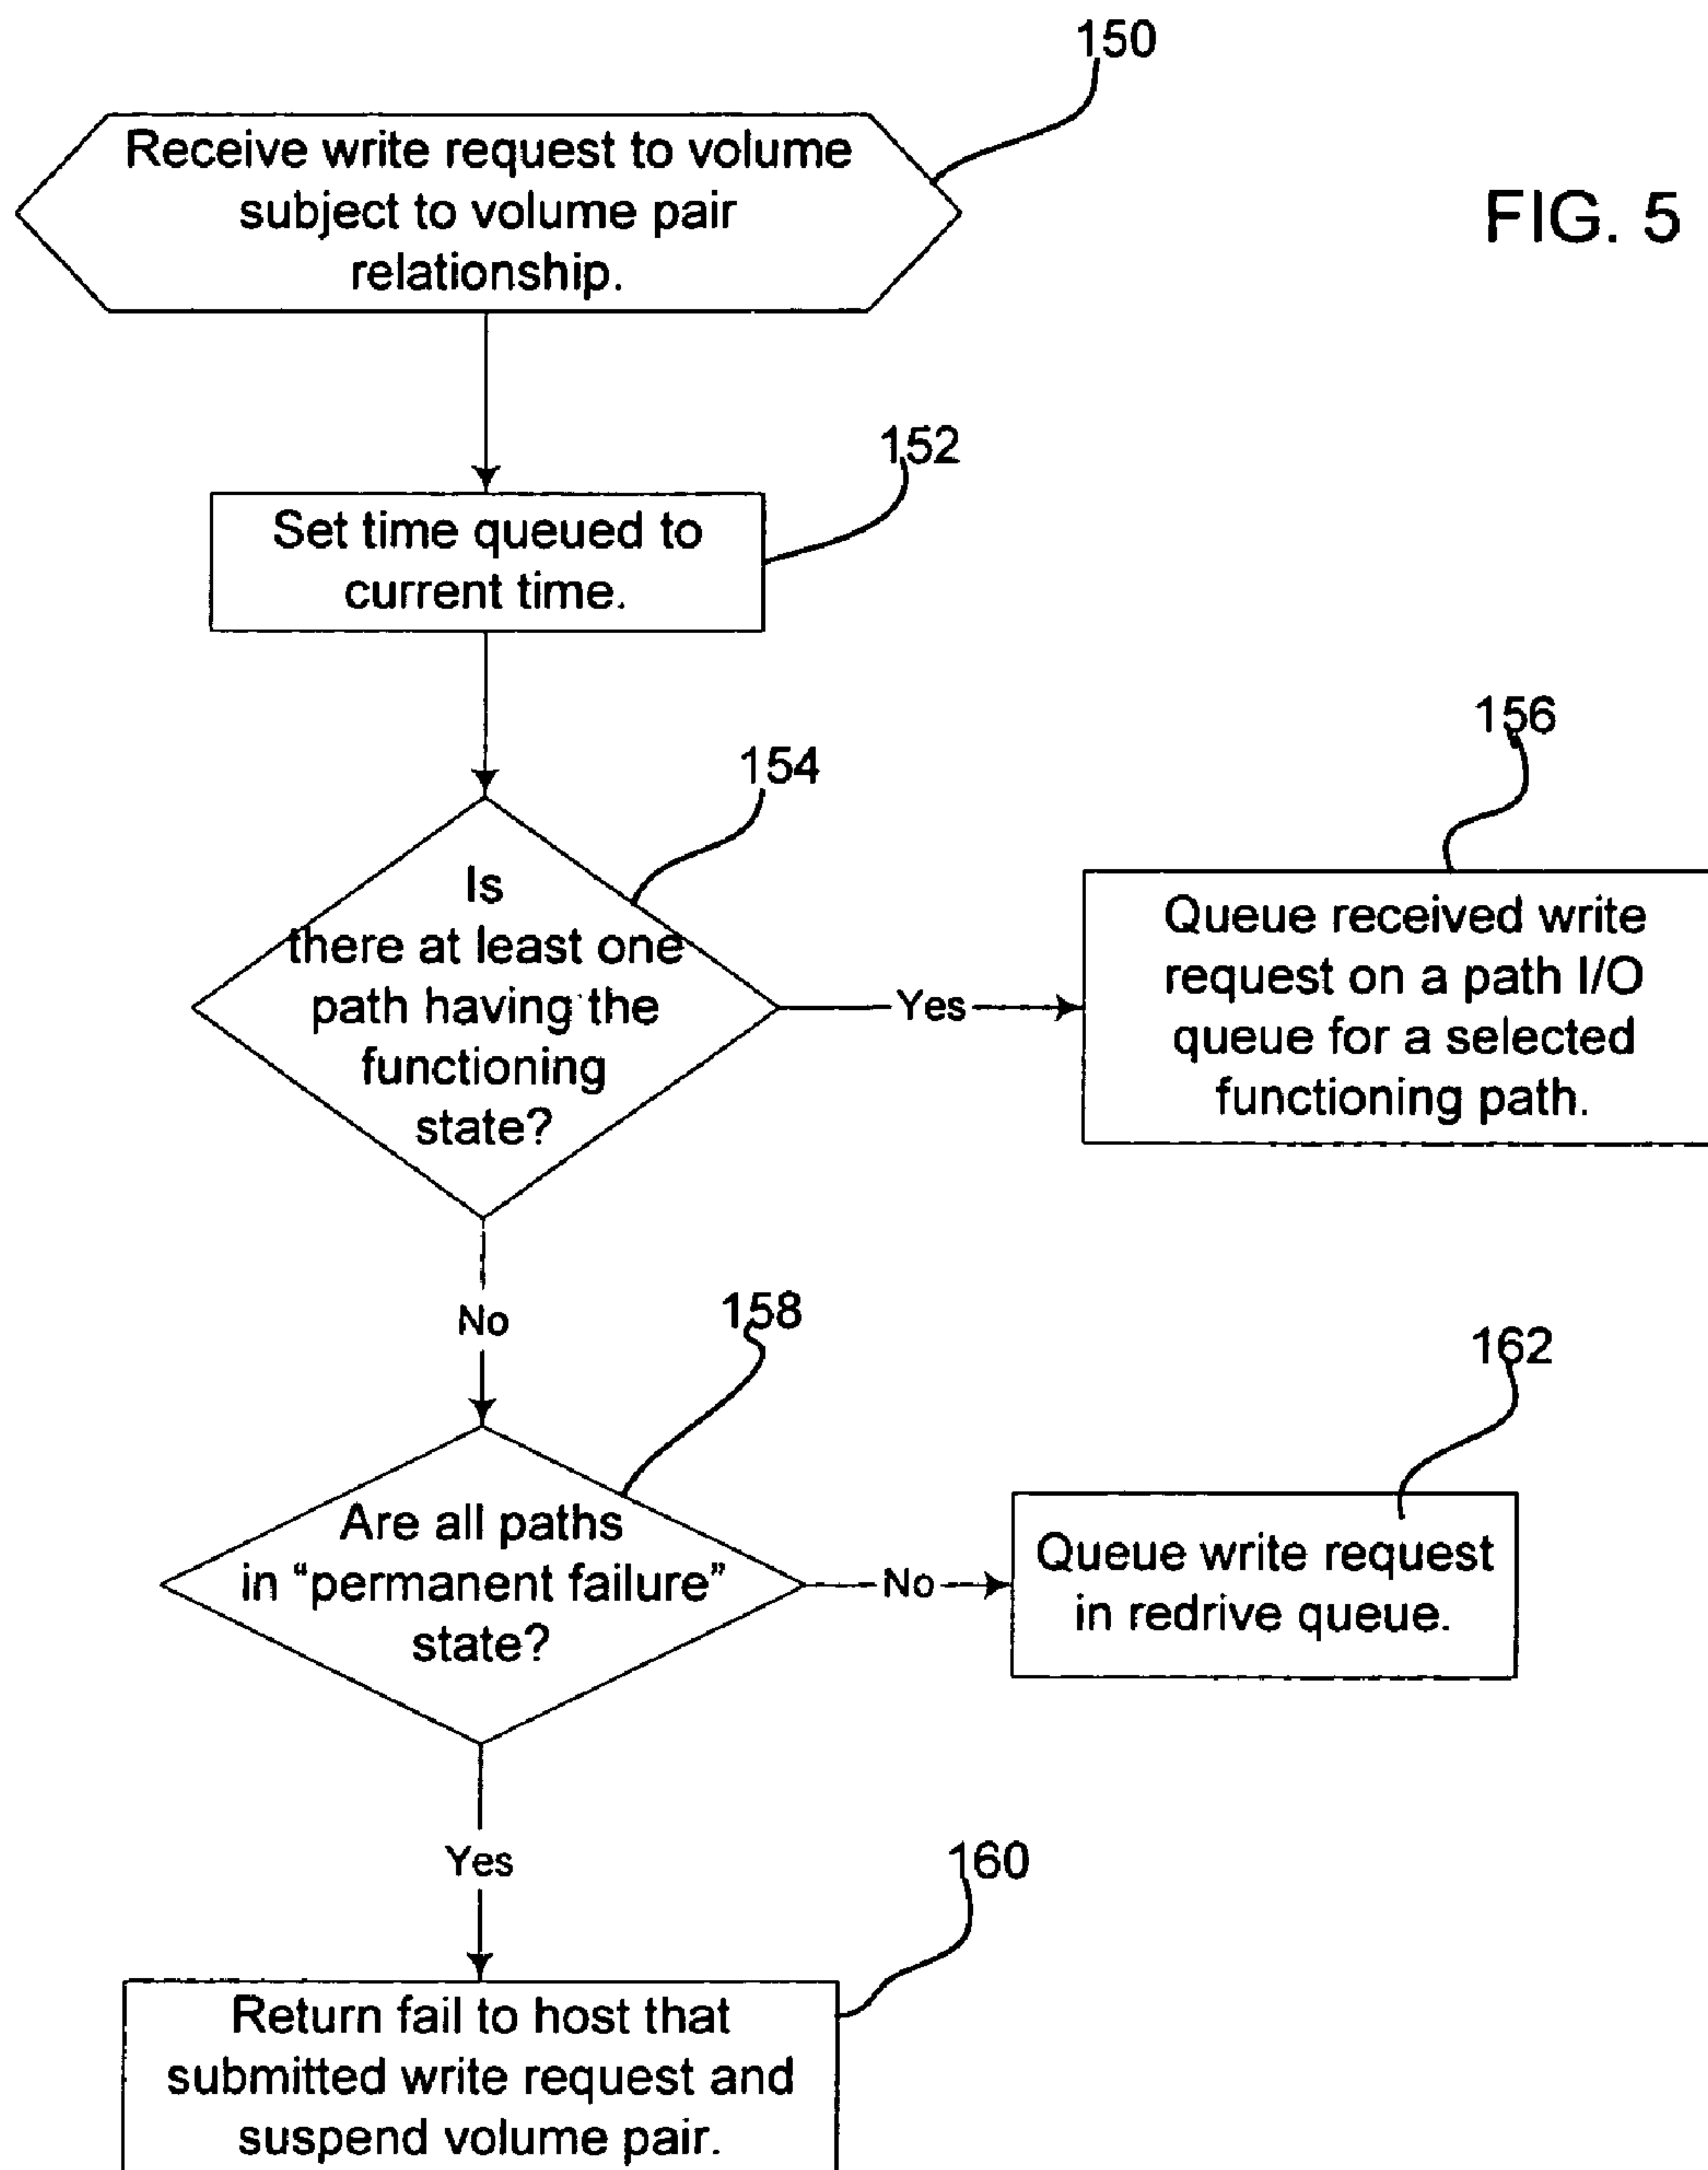 150
Receive write request to volume
subject to volume pair
relationship.
FIG. 5
152
Set time queued to
current time.
154
Is
there at least one
path having the
functioning
state?
Yes
156
Queue received write
request on a path I/O
queue for a selected
functioning path.
No
158
Are all paths
in “permanent failure”
state?
No
162
Queue write request
in redrive queue.
Yes
160
Return fail to host that
submitted write request and
suspend volume pair.